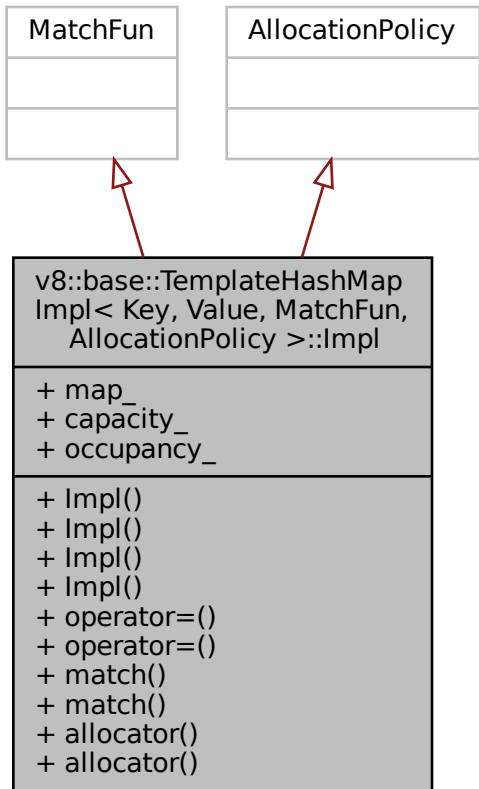 MatchFun
AllocationPolicy
v8::base::TemplateHashMap
Impl< Key, Value, MatchFun,
AllocationPolicy >::Impl
+ map_
+ capacity_
+ occupancy_
+ Impl()
+ Impl()
+ Impl()
+ Impl()
+ operator=()
+ operator=()
+ match()
+ match()
+ allocator()
+ allocator()